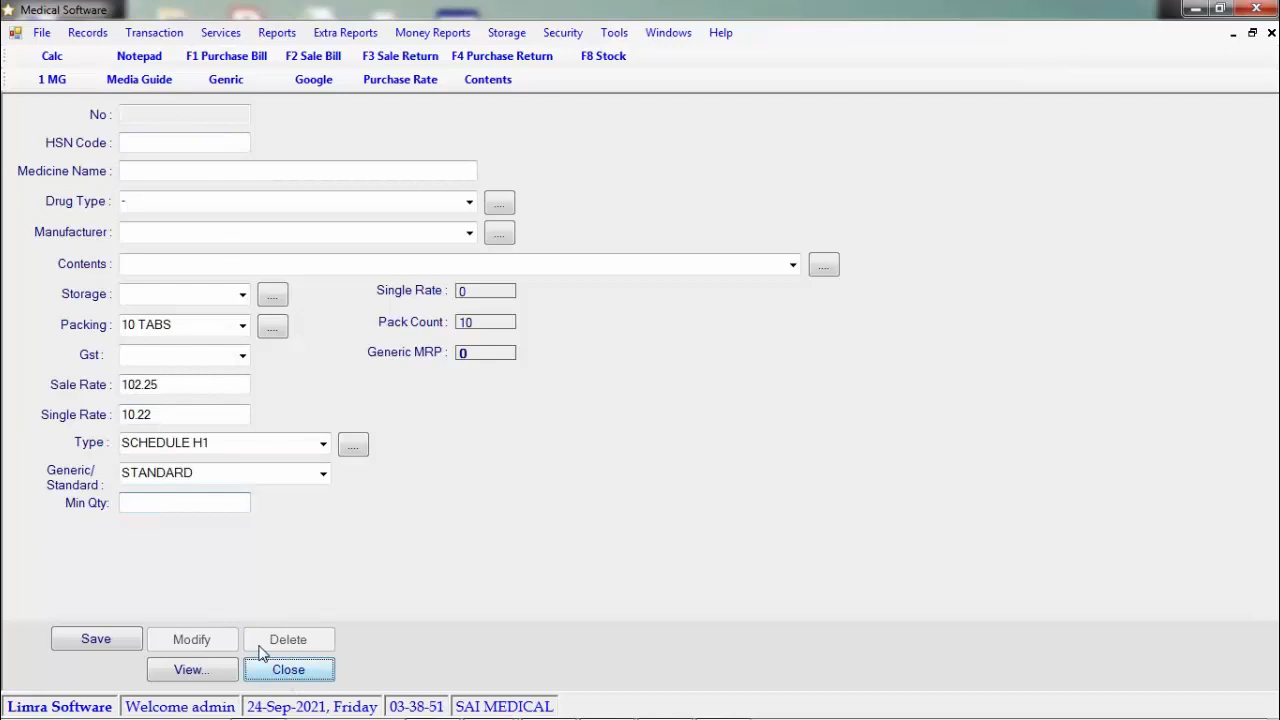 Medical Software
File Records Transaction Services Reports Extra Reports Money Reports Storage Security Tools Windows Help
Calc Notepad F1 Purchase Bill F2 Sale Bill F3 Sale Return F4 Purchase Return F8 Stock
1 MG Media Guide Genric Google Purchase Rate Contents
No :
HSN Code :
Medicine Name :
Drug Type : - ....
Manufacturer : ....
Contents : ....
Storage : .... Single Rate : 0
Packing : 10 TABS .... Pack Count : 10
Gst : Generic MRP : 0
Sale Rate : 102.25
Single Rate : 10.22
Type : SCHEDULE H1 ....
Generic/ STANDARD
Standard :
Min Qty:
Save Modify Delete
View... Close
Limra Software Welcome admin 24-Sep-2021, Friday 03-38-51 SAI MEDICAL